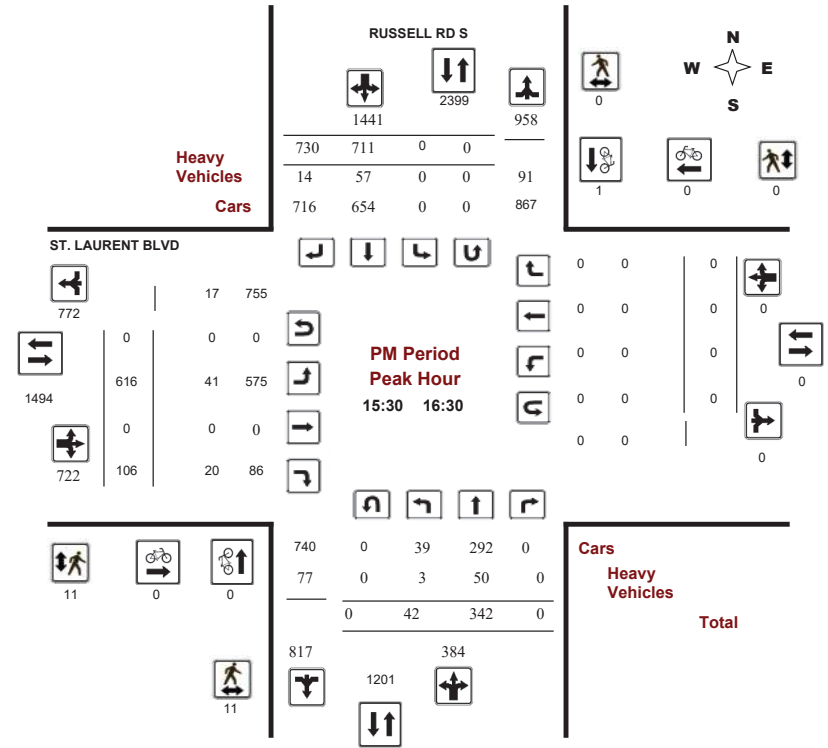 RUSSELL RD S
N
W E
S
2399
0
1441
958
730 711 0 0
Heavy
Vehicles
14 57 0 0 91
1 0 0
Cars
716 654 0 0 867
ST. LAURENT BLVD
772
17 755
0 0 0
0 0 0
0
1494
0 0 0
616 41 575
0 0 0
PM Period
Peak Hour
15:30 16:30
0 0 0
0
0 0 0
0 0
0
722
106 20 86
740 0 39 292 0
Cars
77 0 3 50 0
Heavy
Vehicles
11 0 0
0 42 342 0
Total
817
384
1201
11